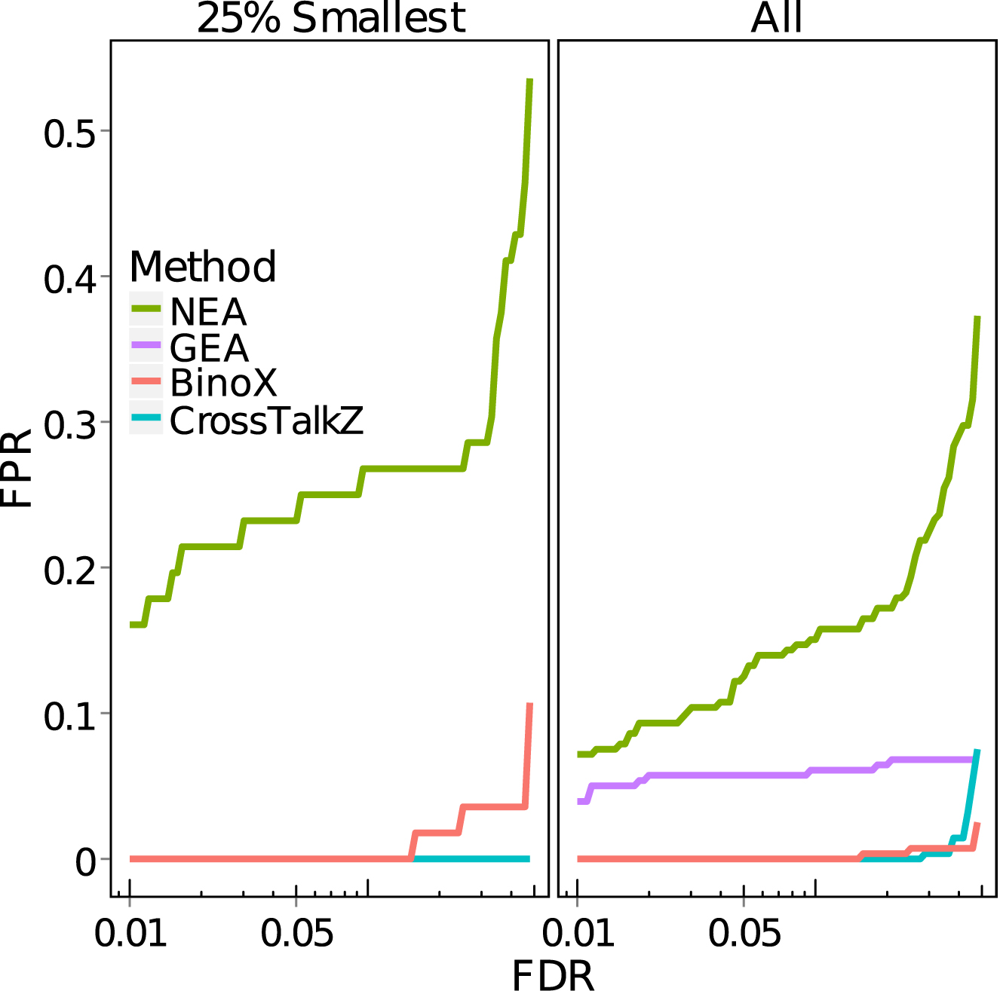 25% Smallest
All
0.5
0.4
0.3
0.2
0.1
0
FPR
Method
NEA
GEA
BinoX
CrossTalkZ
0.01 0.05
0.01 0.05
FDR